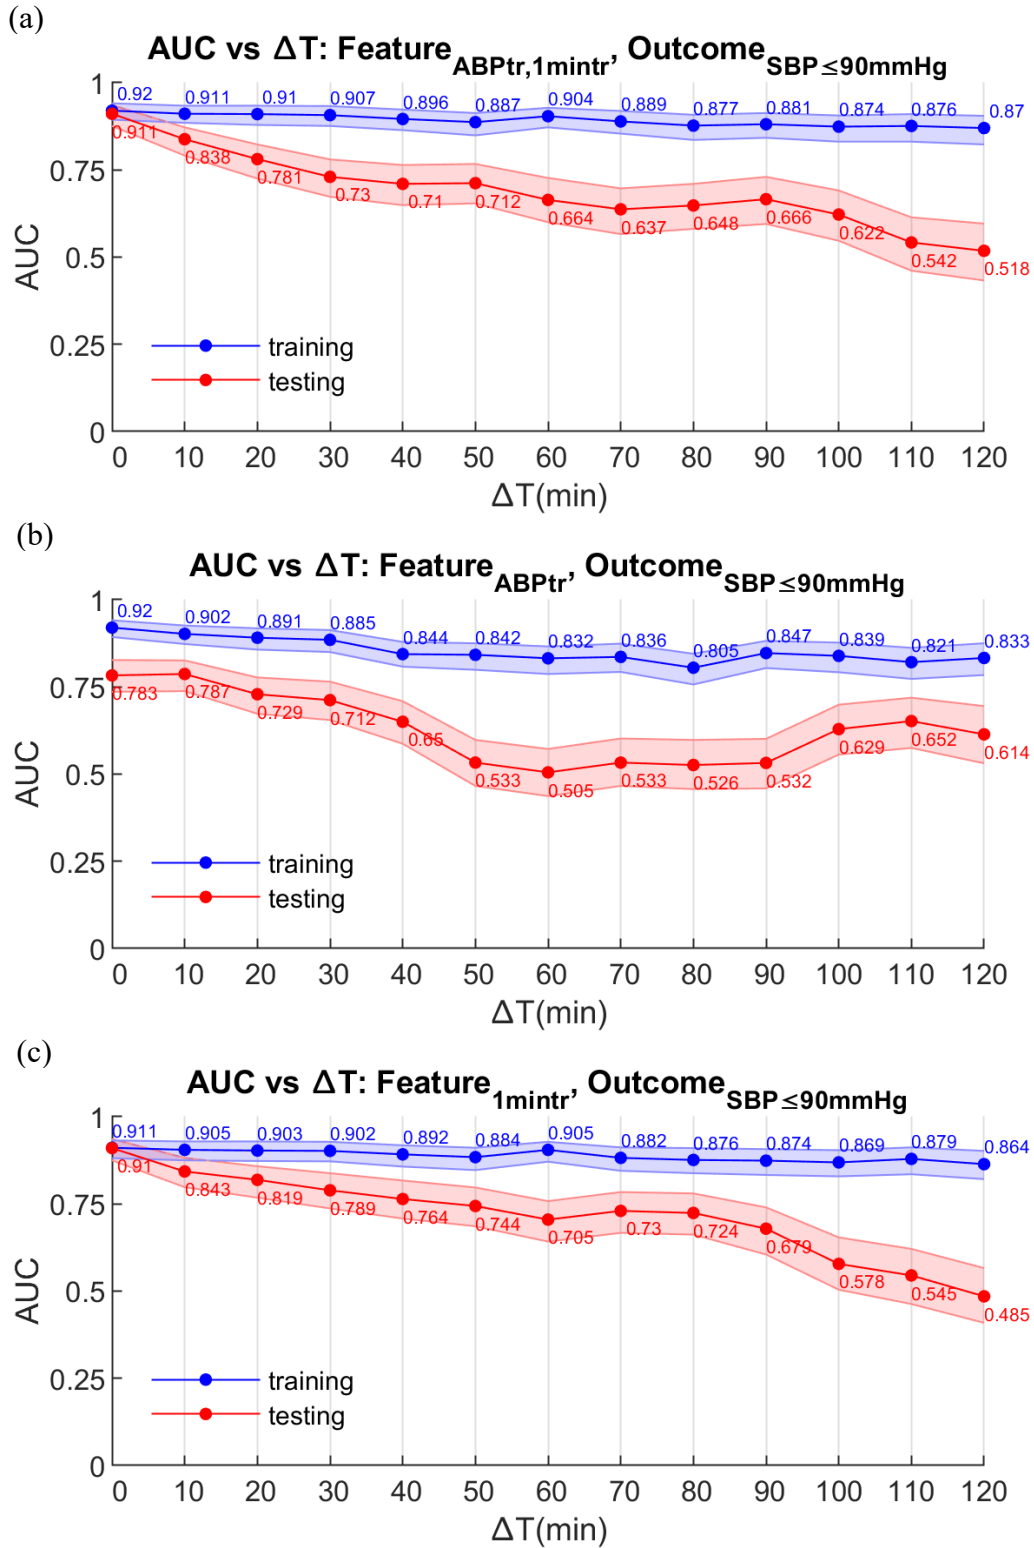 (a)
AUC vs ΔT: Feature ABPtr,1mintr, Outcome SBP≤90mmHg
1
0.92 0.911 0.91 0.907 0.896 0.887 0.904 0.889 0.877 0.881 0.874 0.876 0.87
0.911 0.838 0.781 0.73 0.71 0.712 0.664 0.637 0.648 0.666 0.622 0.542 0.518
0.75
0.5
AUC
0.25
training
testing
0
0 10 20 30 40 50 60 70 80 90 100 110 120
ΔT(min)
(b)
AUC vs ΔT: Feature ABPtr, Outcome SBP≤90mmHg
1
0.92 0.902 0.891 0.885 0.844 0.842 0.832 0.836 0.805 0.847 0.839 0.821 0.833
0.783 0.787 0.729 0.712 0.65 0.533 0.505 0.533 0.526 0.532 0.629 0.652 0.614
0.75
0.5
AUC
0.25
training
testing
0
0 10 20 30 40 50 60 70 80 90 100 110 120
ΔT(min)
(c)
AUC vs ΔT: Feature 1mintr, Outcome SBP≤90mmHg
1
0.911 0.905 0.903 0.902 0.892 0.884 0.905 0.882 0.876 0.874 0.869 0.879 0.864
0.91 0.843 0.819 0.789 0.764 0.744 0.705 0.73 0.724 0.679 0.578 0.545 0.485
0.75
0.5
AUC
0.25
training
testing
0
0 10 20 30 40 50 60 70 80 90 100 110 120
ΔT(min)